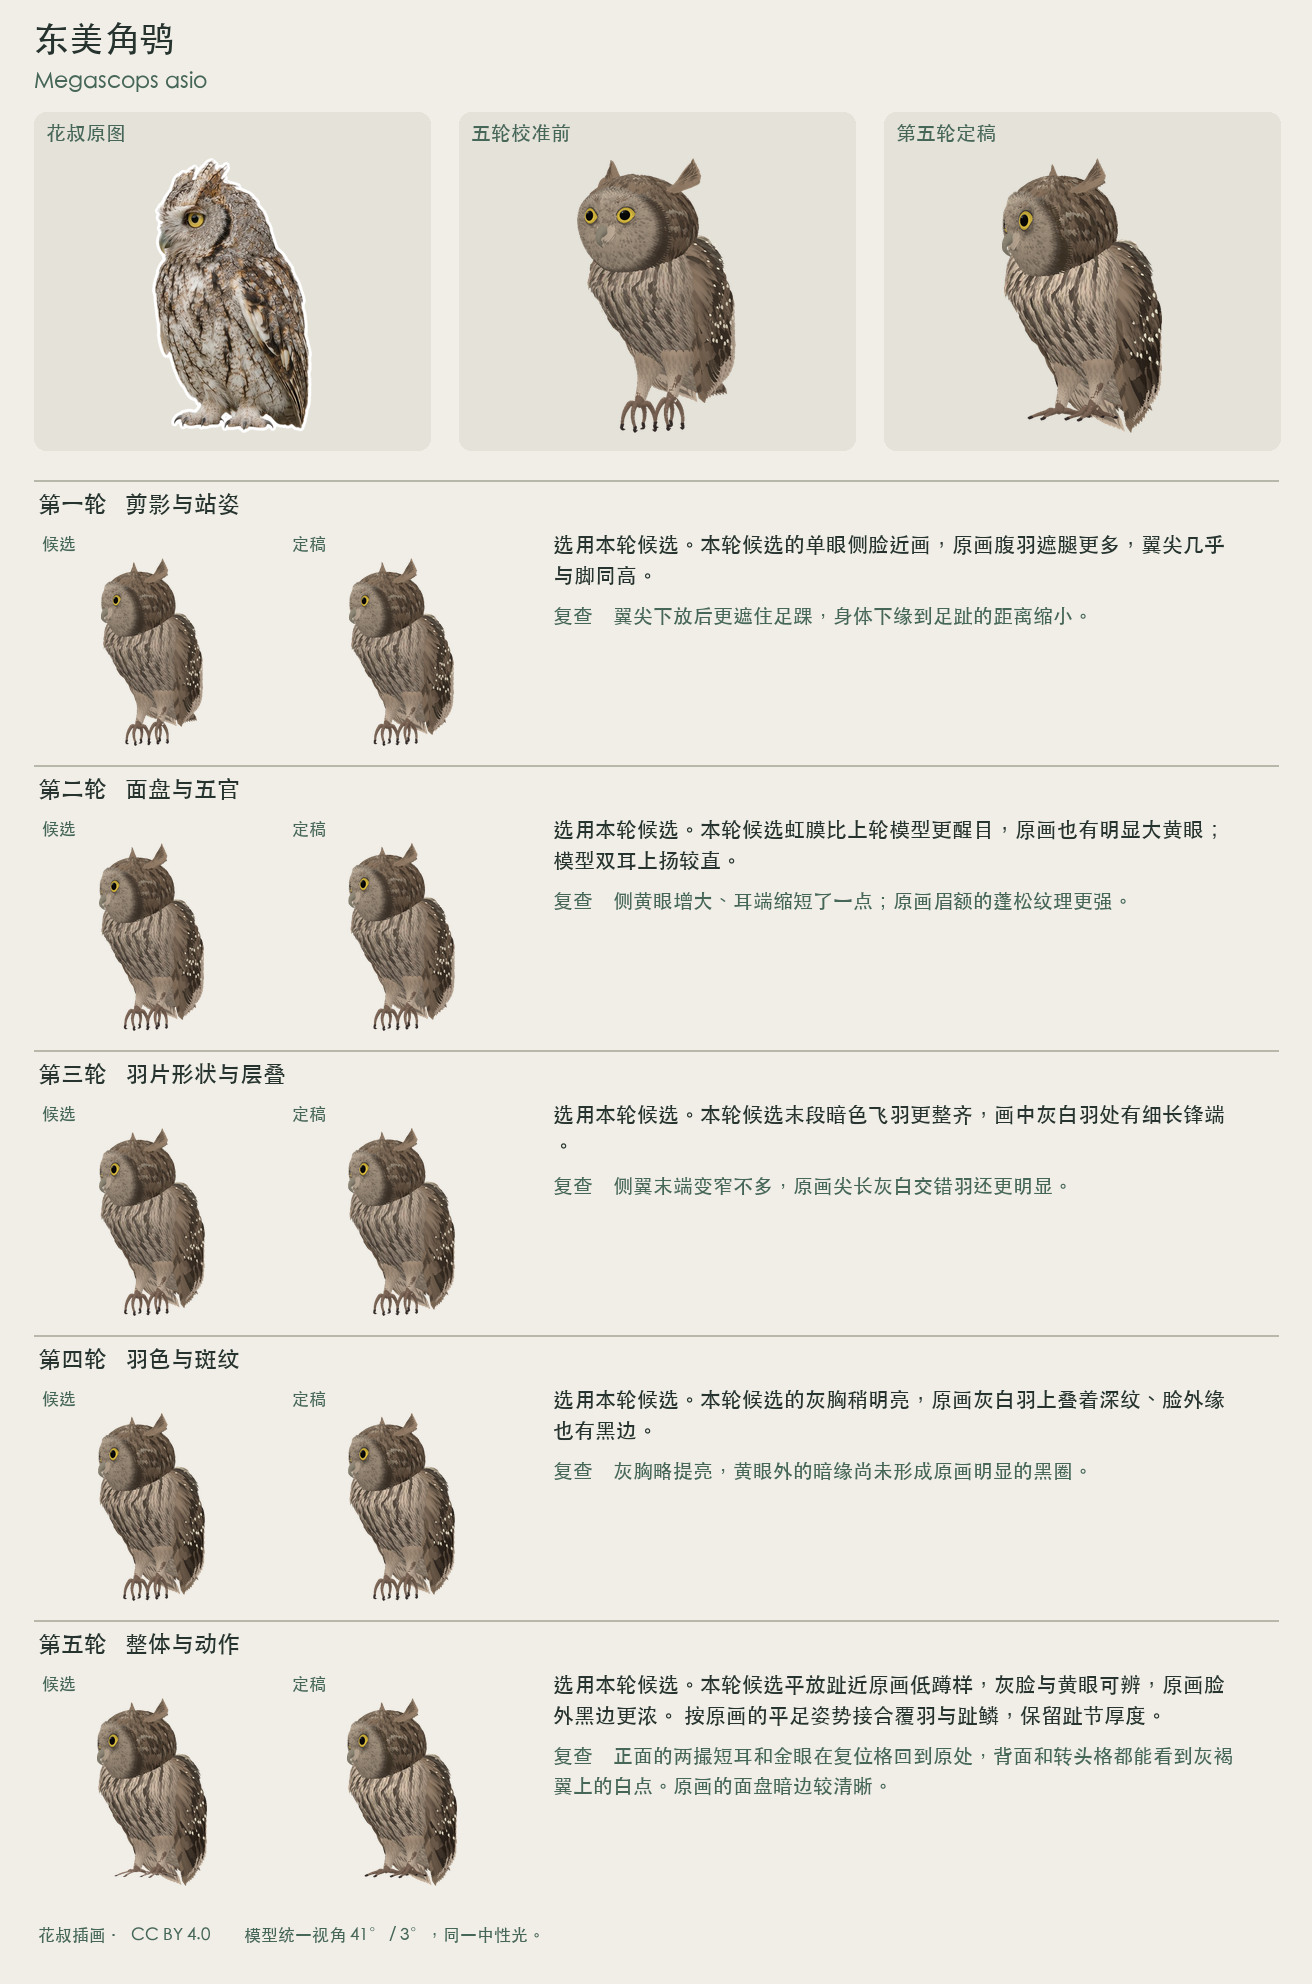 东美角鸮
Megascops asio
花叔原图
五轮校准前
第五轮定稿
第一轮 剪影与站姿
候选
定稿
选用本轮候选。本轮候选的单眼侧脸近画，原画腹羽遮腿更多，翼尖几乎
与脚同高。
复查 翼尖下放后更遮住足踝，身体下缘到足趾的距离缩小。
第二轮 面盘与五官
候选
定稿
选用本轮候选。本轮候选虹膜比上轮模型更醒目，原画也有明显大黄眼；
模型双耳上扬较直。
复查 侧黄眼增大、耳端缩短了一点；原画眉额的蓬松纹理更强。
第三轮 羽片形状与层叠
候选
定稿
选用本轮候选。本轮候选末段暗色飞羽更整齐，画中灰白羽处有细长锋端
。
复查 侧翼末端变窄不多，原画尖长灰白交错羽还更明显。
第四轮 羽色与斑纹
候选
定稿
选用本轮候选。本轮候选的灰胸稍明亮，原画灰白羽上叠着深纹、脸外缘
也有黑边。
复查 灰胸略提亮，黄眼外的暗缘尚未形成原画明显的黑圈。
第五轮 整体与动作
候选
定稿
选用本轮候选。本轮候选平放趾近原画低蹲样，灰脸与黄眼可辨，原画脸
外黑边更浓。 按原画的平足姿势接合覆羽与趾鳞，保留趾节厚度。
复查 正面的两撮短耳和金眼在复位格回到原处，背面和转头格都能看到灰褐
翼上的白点。原画的面盘暗边较清晰。
花叔插画 · CC BY 4.0 模型统一视角 41° / 3° ，同一中性光。